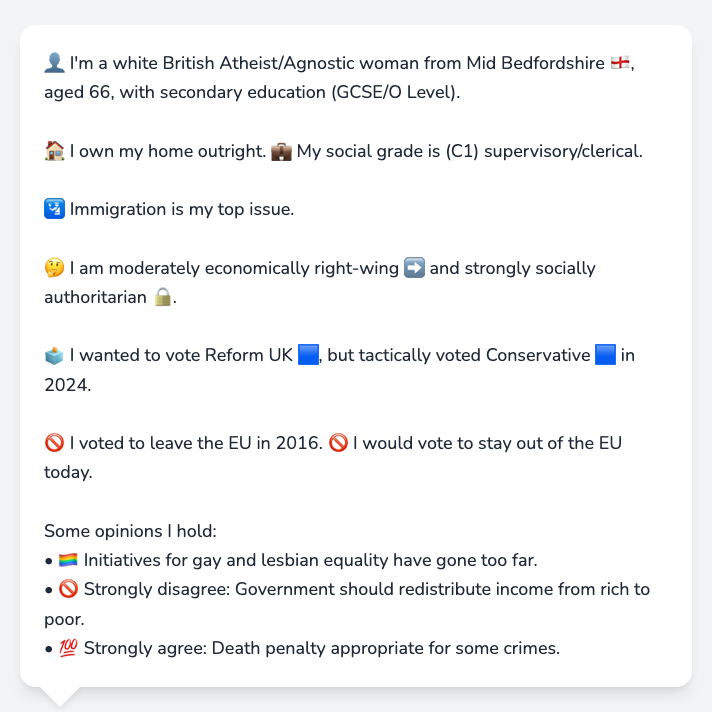 👤 I'm a white British Atheist/Agnostic woman from Mid Bedfordshire 🏴󠁧󠁢󠁥󠁮󠁧󠁿,
aged 66, with secondary education (GCSE/O Level).
🏠 I own my home outright. 💼 My social grade is (C1) supervisory/clerical.
🛂 Immigration is my top issue.
🤔 I am moderately economically right-wing ➡️ and strongly socially
authoritarian 🔒.
🗳️ I wanted to vote Reform UK 🟦, but tactically voted Conservative 🟦 in
2024.
🚫 I voted to leave the EU in 2016. 🚫 I would vote to stay out of the EU
today.
Some opinions I hold:
• 🏳️‍🌈 Initiatives for gay and lesbian equality have gone too far.
• 🚫 Strongly disagree: Government should redistribute income from rich to
poor.
• 💯 Strongly agree: Death penalty appropriate for some crimes.